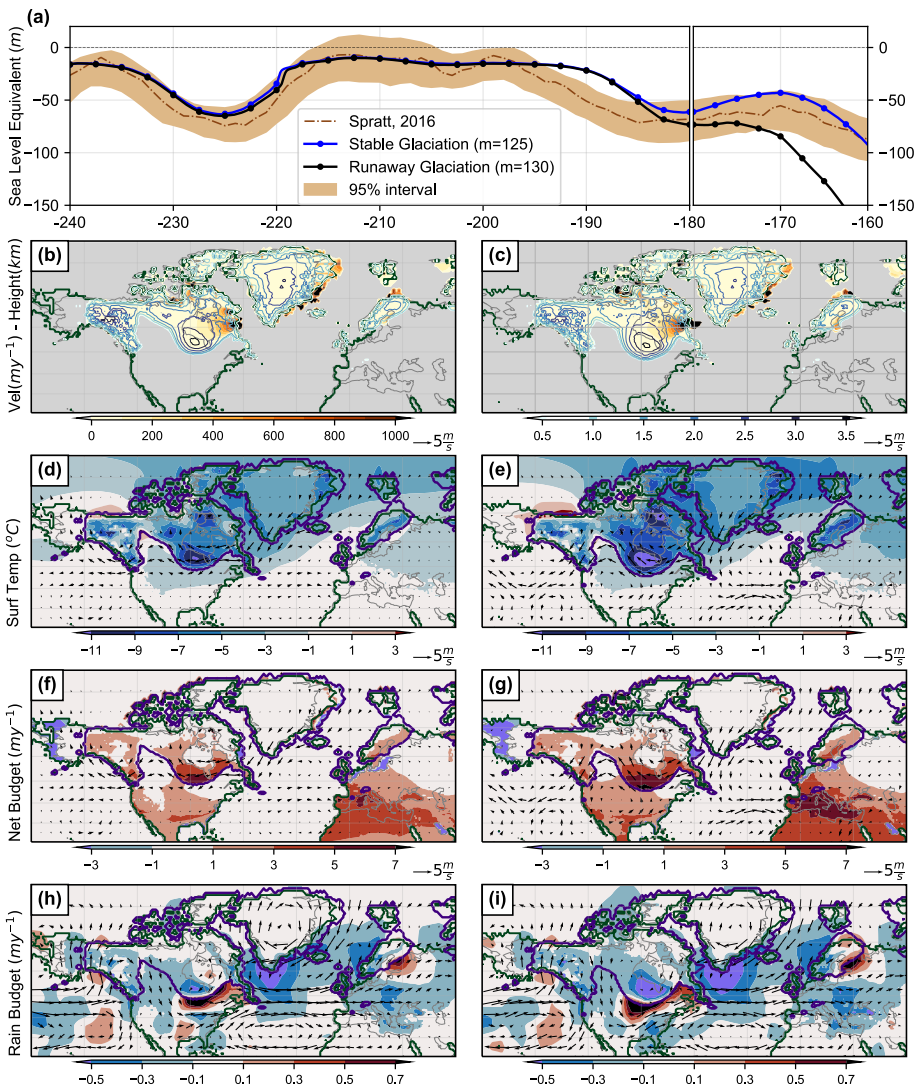 (a)
Sea Level Equivalent (m)
0
−50
−100
−150
0
−50
−100
−150
Spratt, 2016
Stable Glaciation (m=125)
Runaway Glaciation (m=130)
95% interval
−240 −230 −220 −210 −200 −190 −180 −170 −160
(b) (c)
Vel(my⁻¹) - Height(km)
0 200 400 600 800 1000 →5 m/s
0.5 1.0 1.5 2.0 2.5 3.0 3.5 →5 m/s
(d) (e)
Surf Temp (°C)
−11 −9 −7 −5 −3 −1 1 3 →5 m/s
−11 −9 −7 −5 −3 −1 1 3 →5 m/s
(f) (g)
Net Budget (my⁻¹)
−3 −1 1 3 5 7 →5 m/s
−3 −1 1 3 5 7 →5 m/s
(h) (i)
Rain Budget (my⁻¹)
−0.5 −0.3 −0.1 0.1 0.3 0.5 0.7
−0.5 −0.3 −0.1 0.1 0.3 0.5 0.7